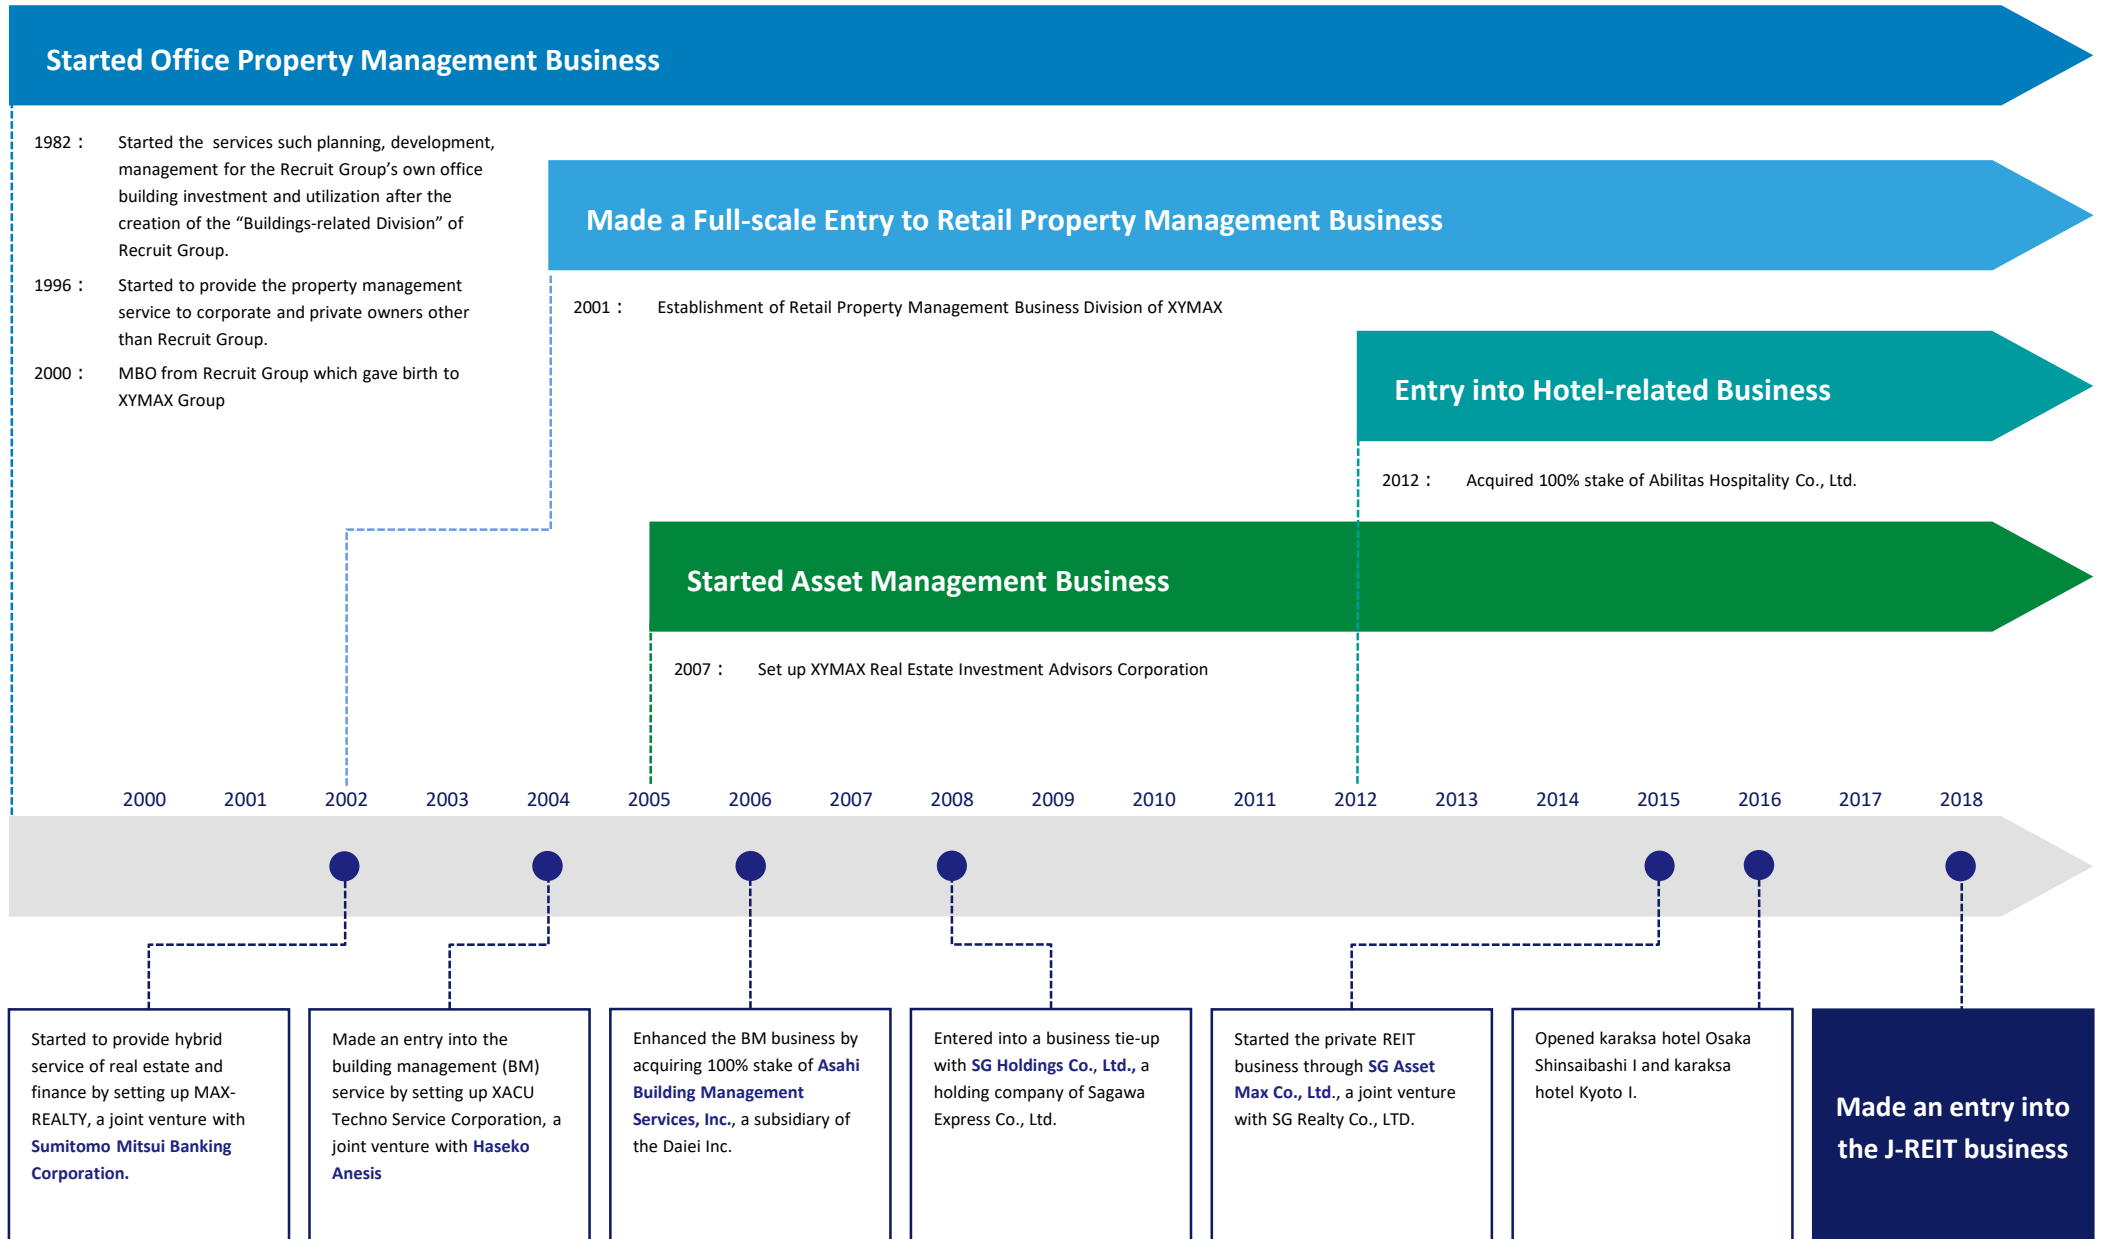 Started Office Property Management Business
1982： Started the services such planning, development,
management for the Recruit Group’s own office
building investment and utilization after the
creation of the “Buildings-related Division” of
Recruit Group.
1996： Started to provide the property management
service to corporate and private owners other
than Recruit Group.
2000： MBO from Recruit Group which gave birth to
XYMAX Group
Made a Full-scale Entry to Retail Property Management Business
2001： Establishment of Retail Property Management Business Division of XYMAX
Entry into Hotel-related Business
2012： Acquired 100% stake of Abilitas Hospitality Co., Ltd.
Started Asset Management Business
2007： Set up XYMAX Real Estate Investment Advisors Corporation
2000 2001 2002 2003 2004 2005 2006 2007 2008 2009 2010 2011 2012 2013 2014 2015 2016 2017 2018
Started to provide hybrid
service of real estate and
finance by setting up MAX-
REALTY, a joint venture with
Sumitomo Mitsui Banking
Corporation.
Made an entry into the
building management (BM)
service by setting up XACU
Techno Service Corporation, a
joint venture with Haseko
Anesis
Enhanced the BM business by
acquiring 100% stake of Asahi
Building Management
Services, Inc., a subsidiary of
the Daiei Inc.
Entered into a business tie-up
with SG Holdings Co., Ltd., a
holding company of Sagawa
Express Co., Ltd.
Started the private REIT
business through SG Asset
Max Co., Ltd., a joint venture
with SG Realty Co., LTD.
Opened karaksa hotel Osaka
Shinsaibashi I and karaksa
hotel Kyoto I.
Made an entry into
the J-REIT business